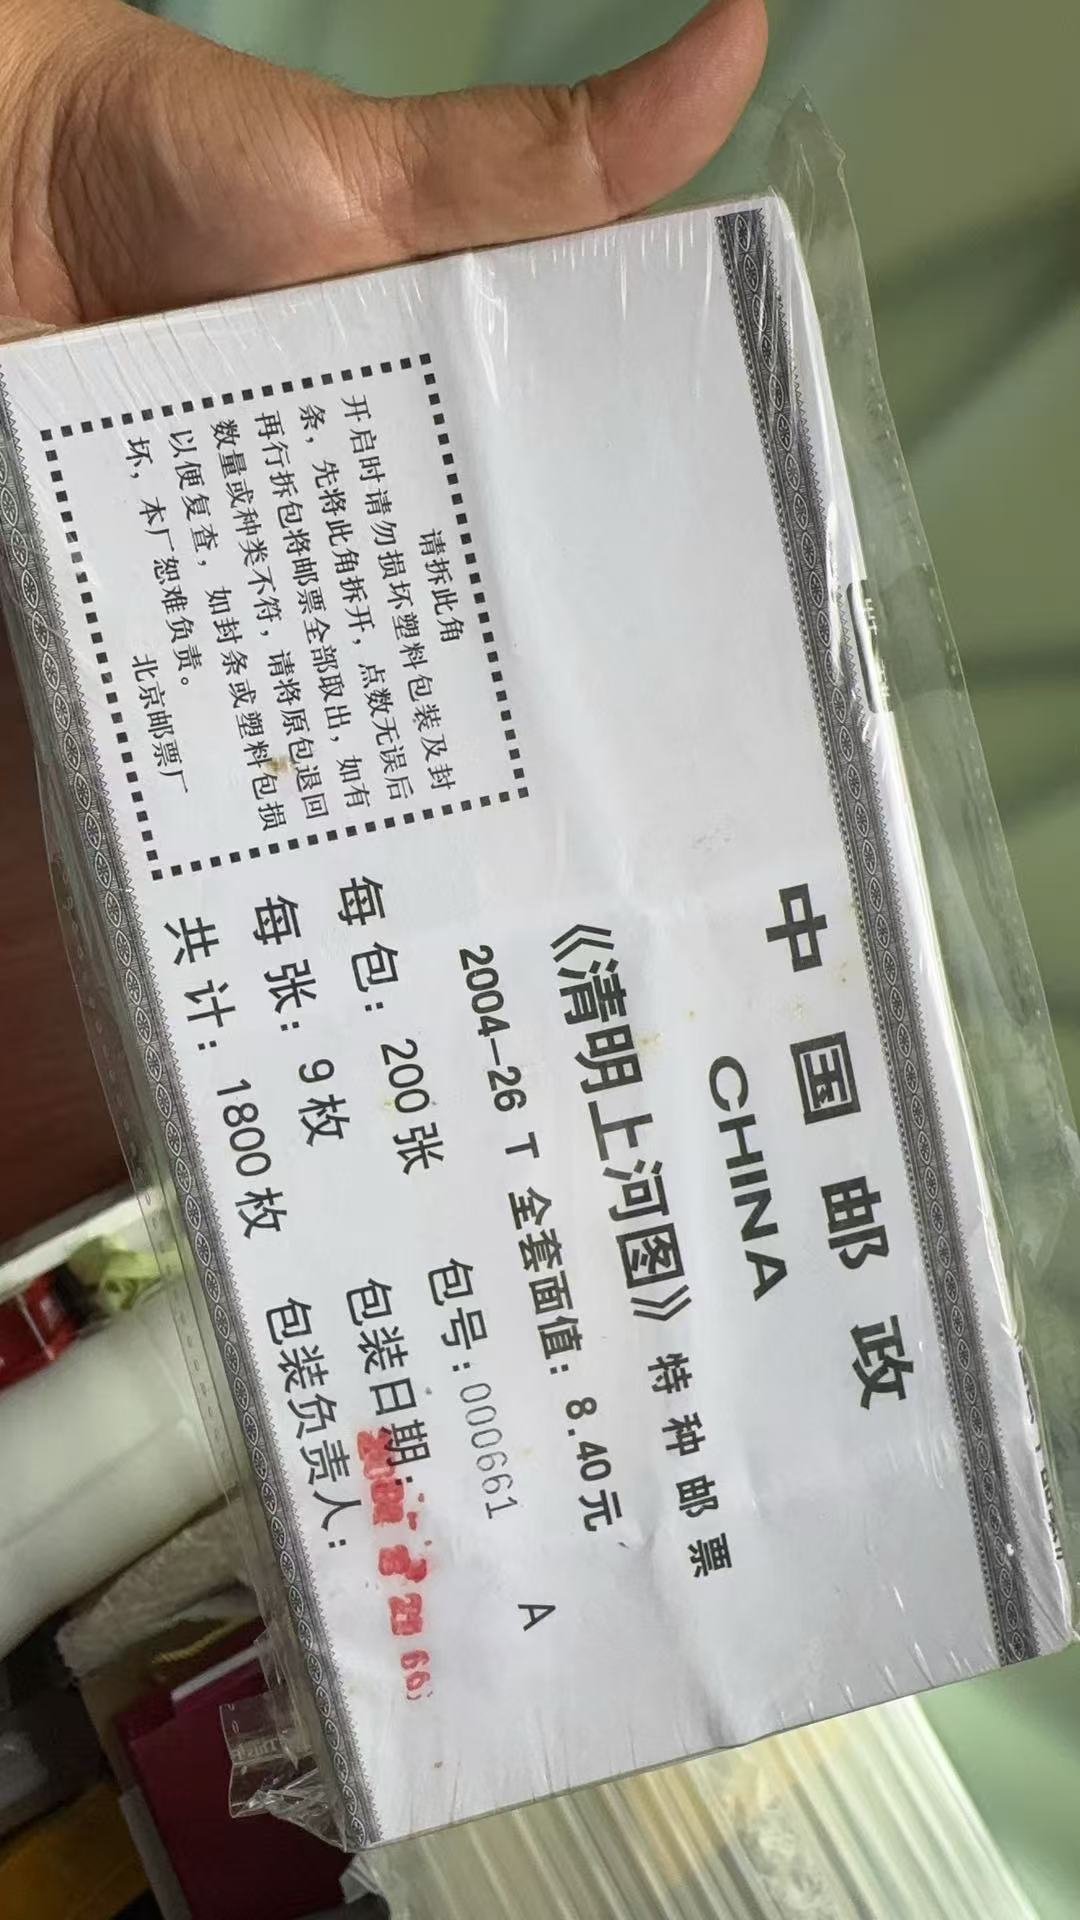 中国邮政
CHINA
《清明上河图》 特种邮票
2004-26 T 全套面值：8.40元
A
每包：200张
包号：000661
每张：9枚
包装日期：
共计：1800枚
包装负责人：
请拆此角
开启时请勿损坏塑料包装及封
条，先将此角拆开，点数无误后
再行拆包将邮票全部取出，如有
数量或种类不符，请将原包退回
以便复查，如封条或塑料包损
坏，本厂恕难负责。
北京邮票厂